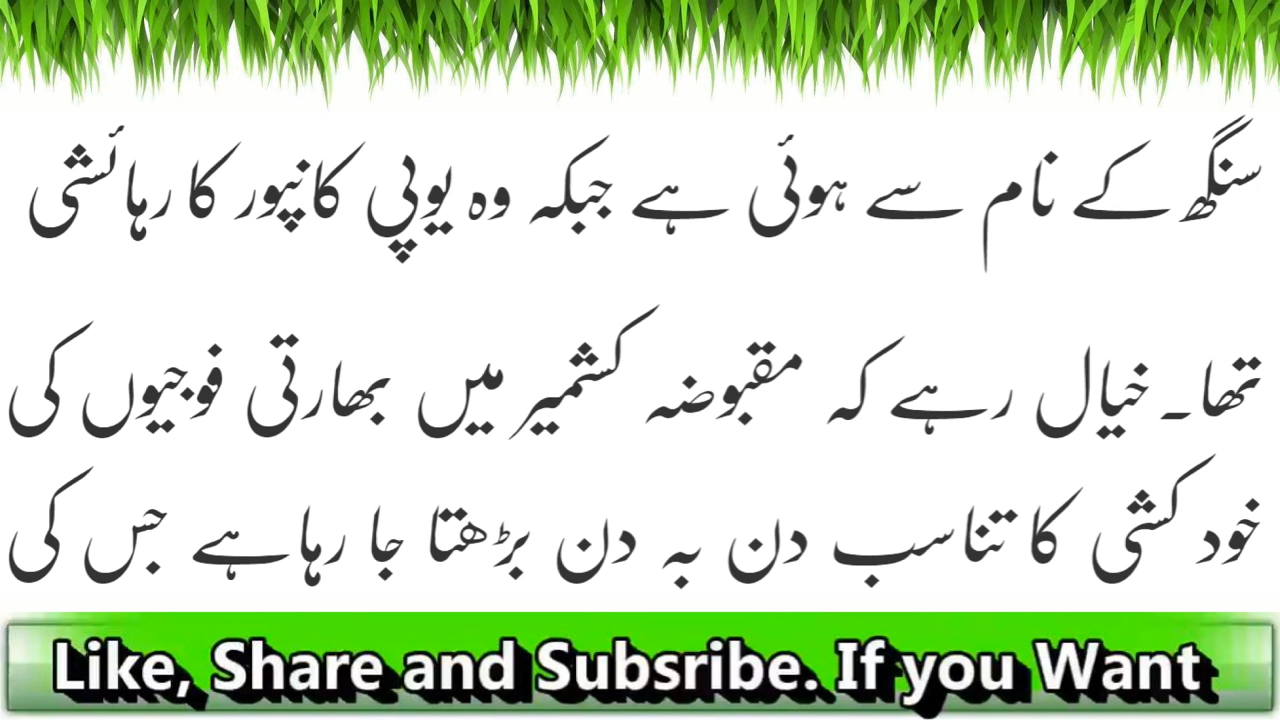 سنگھ کے نام سے ہوئی ہے جبکہ وہ یوپی کانپور کا رہائشی
تھا۔ خیال رہے کہ مقبوضہ کشمیر میں بھارتی فوجیوں کی
خودکشی کا تناسب دن بہ دن بڑھتا جا رہا ہے جس کی
Like, Share and Subsribe. If you Want